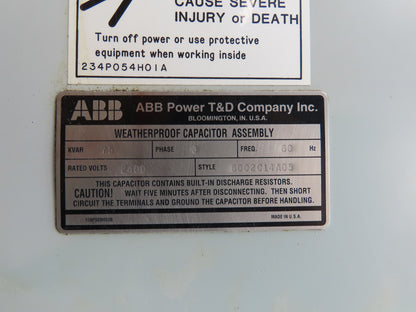 CAUSE SEVERE
INJURY or DEATH
Turn off power or use protective
equipment when working inside
234P054H01A
ABB ABB Power T&D Company Inc.
BLOOMINGTON, IN. U.S.A.
WEATHERPROOF CAPACITOR ASSEMBLY
KVAR PHASE FREQ. 60 Hz
RATED VOLTS 2400 STYLE 6002C14A05
THIS CAPACITOR CONTAINS BUILT-IN DISCHARGE RESISTORS.
CAUTION! WAIT FIVE MINUTES AFTER DISCONNECTING. THEN SHORT
CIRCUIT THE TERMINALS AND GROUND THE CAPACITOR BEFORE HANDLING.
MADE IN U.S.A.